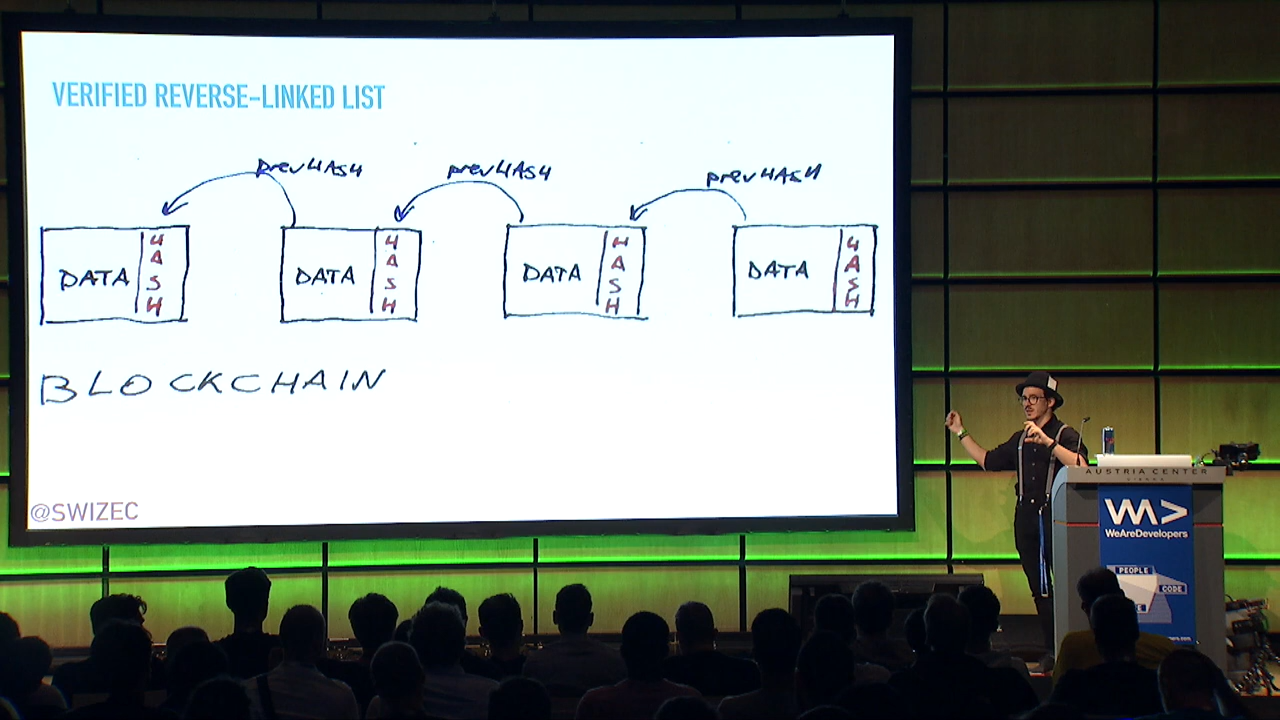 VERIFIED REVERSE-LINKED LIST
prevHASH prevHASH prevHASH
DATA HASH DATA HASH DATA HASH DATA HASH
BLOCKCHAIN
@SWIZEC
AUSTRIA CENTER
VIENNA
WeAreDevelopers
PEOPLE
CODE